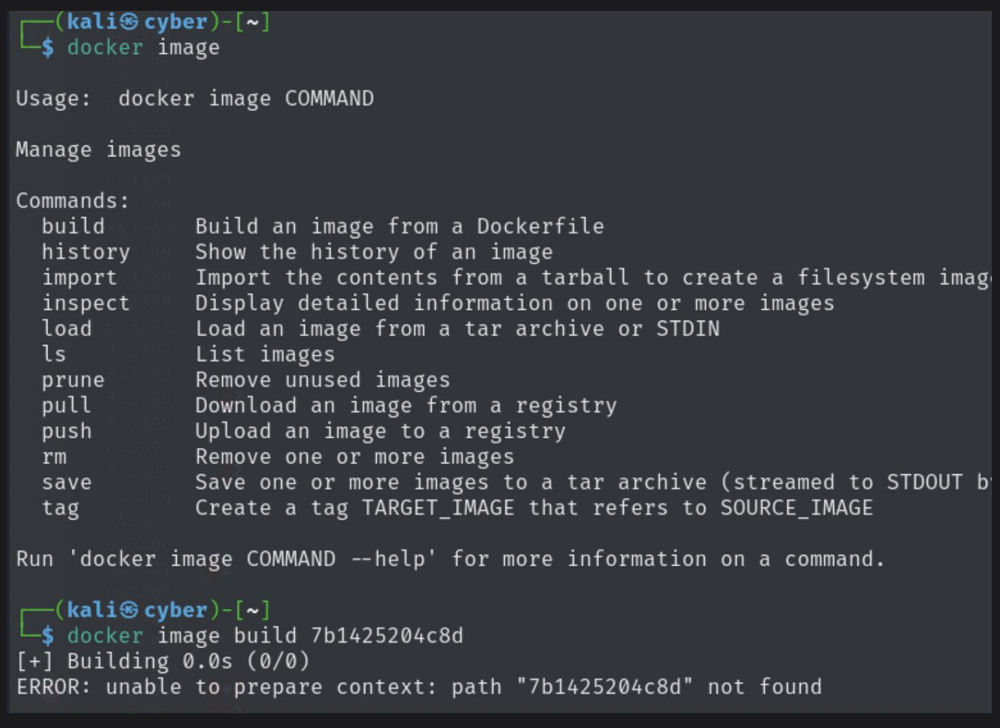 (kali㉿cyber)-[~]
$ docker image
Usage:  docker image COMMAND
Manage images
Commands:
  build       Build an image from a Dockerfile
  history     Show the history of an image
  import      Import the contents from a tarball to create a filesystem imag
  inspect     Display detailed information on one or more images
  load        Load an image from a tar archive or STDIN
  ls          List images
  prune       Remove unused images
  pull        Download an image from a registry
  push        Upload an image to a registry
  rm          Remove one or more images
  save        Save one or more images to a tar archive (streamed to STDOUT b
  tag         Create a tag TARGET_IMAGE that refers to SOURCE_IMAGE
Run 'docker image COMMAND --help' for more information on a command.
(kali㉿cyber)-[~]
$ docker image build 7b1425204c8d
[+] Building 0.0s (0/0)
ERROR: unable to prepare context: path "7b1425204c8d" not found